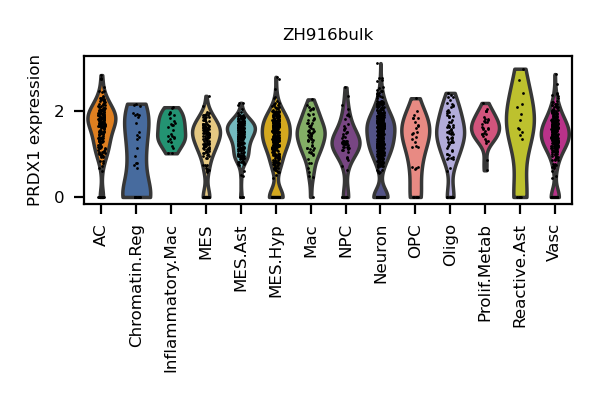 ZH916bulk
PRDX1 expression
2
0
AC
Chromatin.Reg
Inflammatory.Mac
MES
MES.Ast
MES.Hyp
Mac
NPC
Neuron
OPC
Oligo
Prolif.Metab
Reactive.Ast
Vasc